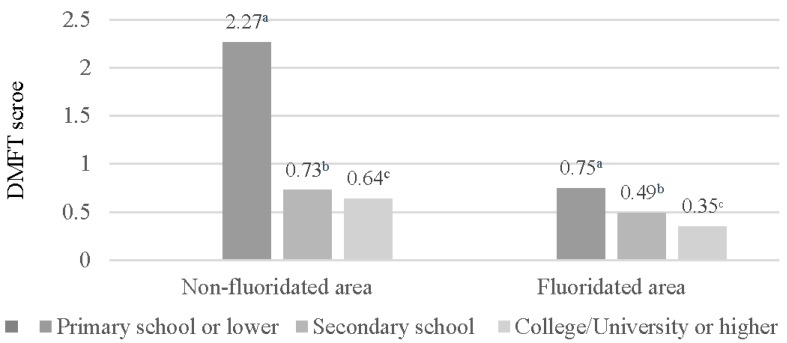 2.5
2
1.5
1
0.5
0
DMFT scroe
2.27ᵃ
0.73ᵇ
0.64ᶜ
0.75ᵃ
0.49ᵇ
0.35ᶜ
Non-fluoridated area
Fluoridated area
Primary school or lower
Secondary school
College/University or higher